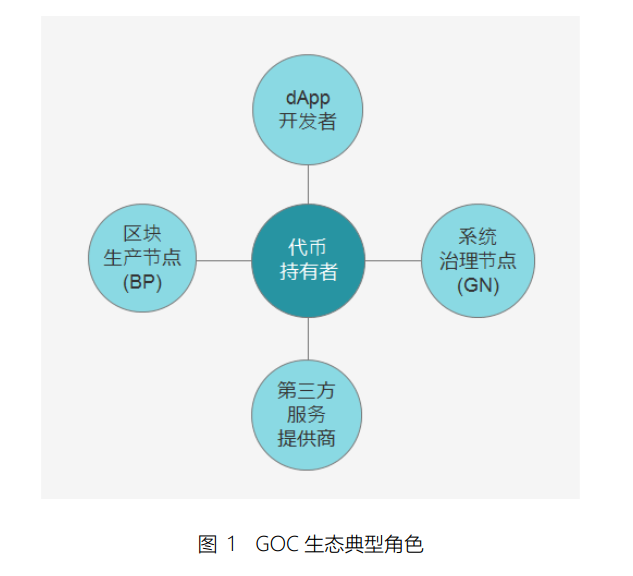 dApp
开发者
区块
生产节点
(BP)
代币
持有者
系统
治理节点
(GN)
第三方
服务
提供商
图 1 GOC 生态典型角色